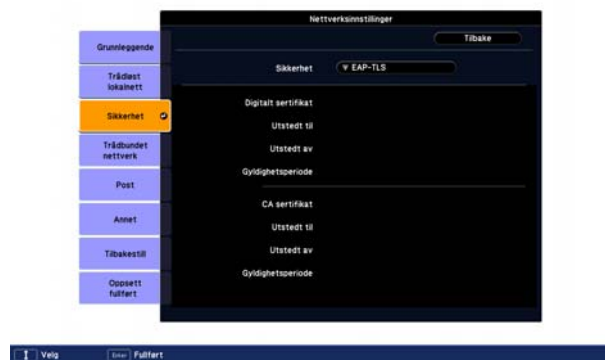 Nettverksinnstillinger
Tilbake
Grunnleggende
Trådløst
lokalnett
Sikkerhet
Trådbundet
nettverk
Post
Annet
Tilbakestill
Oppsett
fullført
Sikkerhet EAP-TLS
Digitalt sertifikat
Utstedt til
Utstedt av
Gyldighetsperiode
CA sertifikat
Utstedt til
Utstedt av
Gyldighetsperiode
Velg Enter Fullført